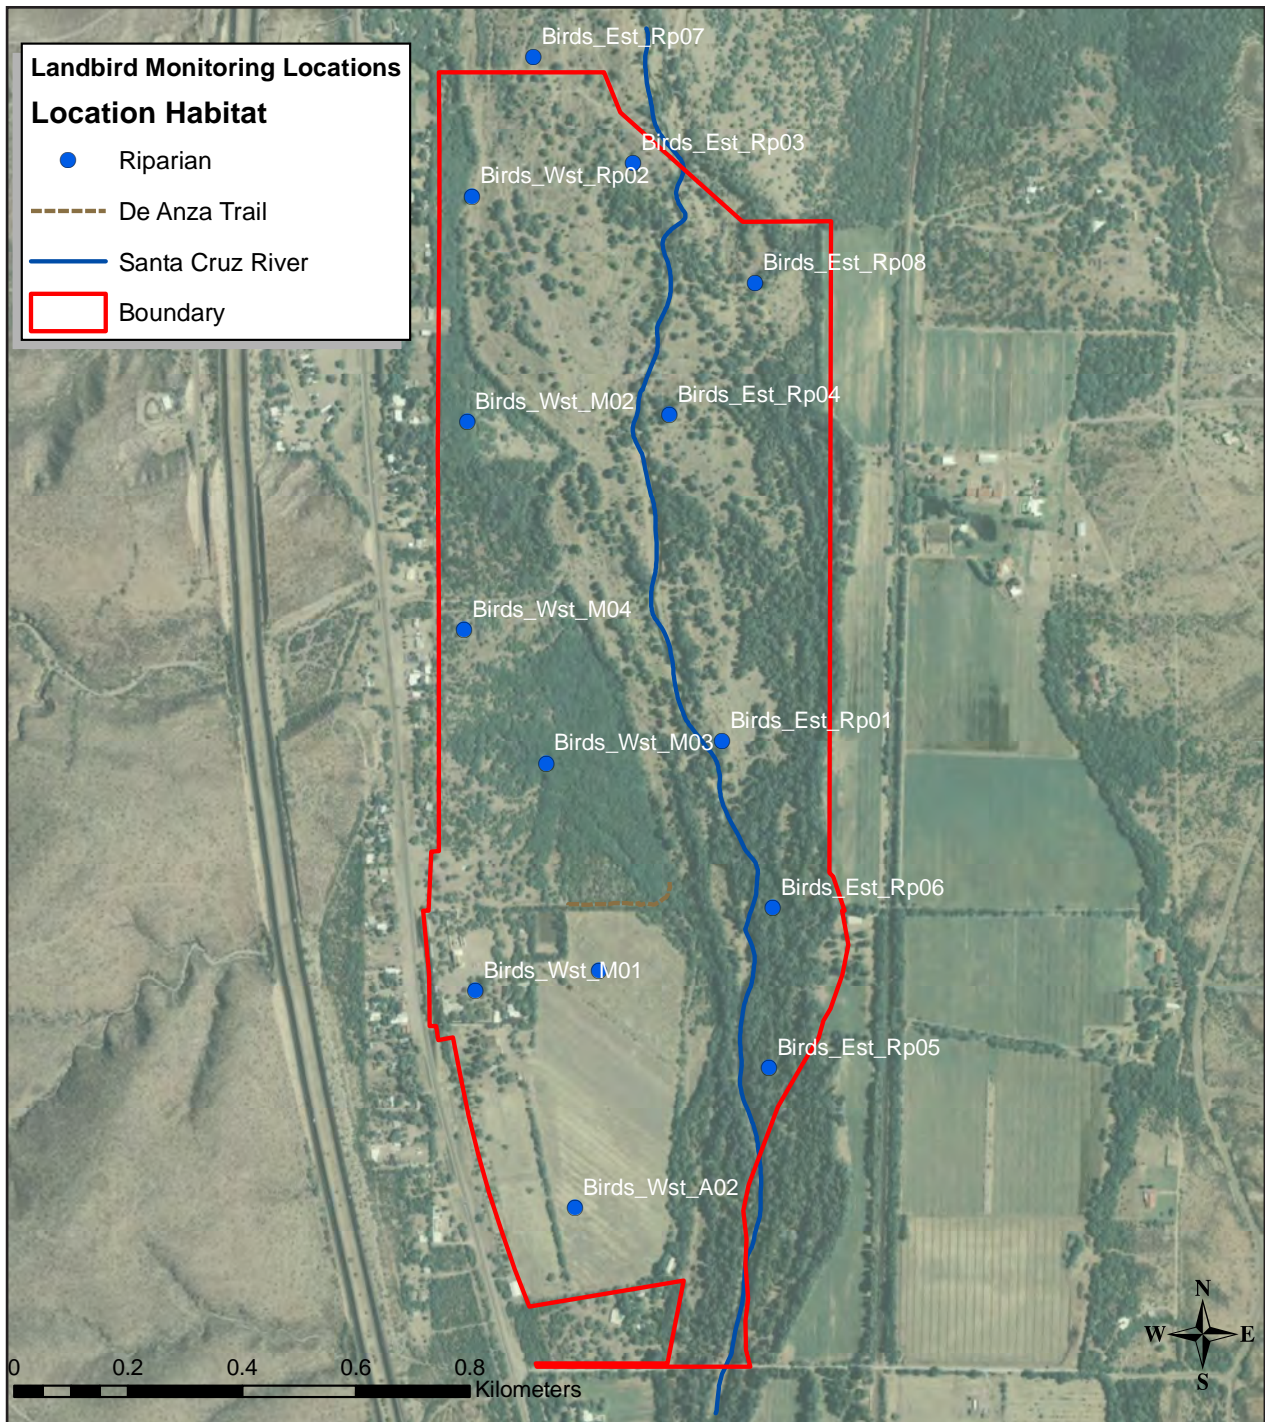 Landbird Monitoring Locations
Location Habitat
Riparian
De Anza Trail
Santa Cruz River
Boundary
Birds_Est_Rp07
Birds_Est_Rp03
Birds_Wst_Rp02
Birds_Est_Rp08
Birds_Wst_M02
Birds_Est_Rp04
Birds_Wst_M04
Birds_Est_Rp01
Birds_Wst_M03
Birds_Est_Rp06
Birds_Wst_M01
Birds_Est_Rp05
Birds_Wst_A02
N
W E
S
0 0.2 0.4 0.6 0.8
Kilometers